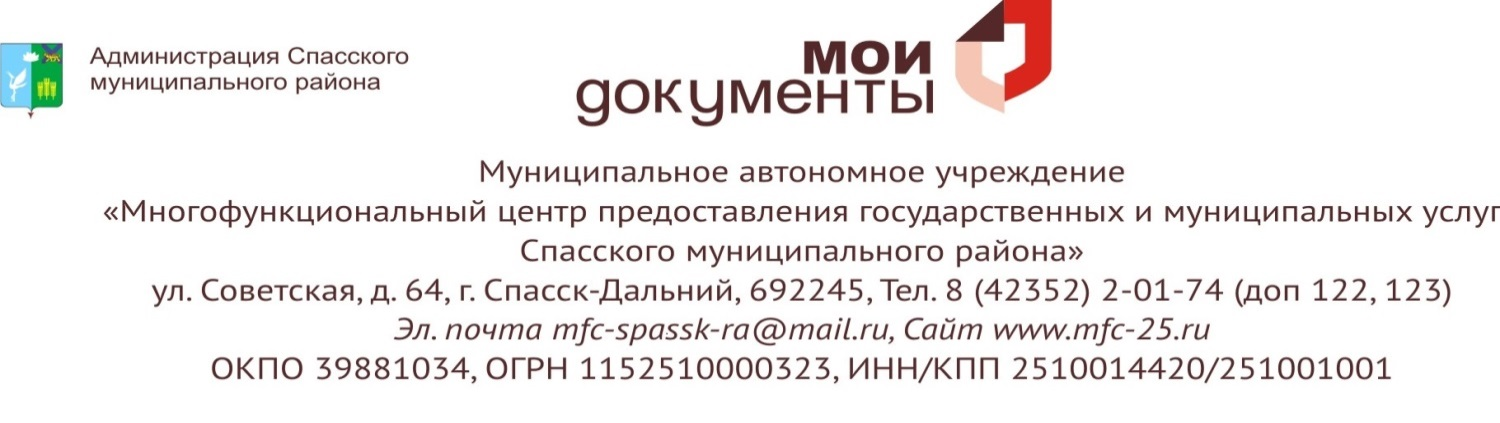 Администрация Спасского
муниципального района
мои
документы
Муниципальное автономное учреждение
«Многофункциональный центр предоставления государственных и муниципальных услуг
Спасского муниципального района»
ул. Советская, д. 64, г. Спасск-Дальний, 692245, Тел. 8 (42352) 2-01-74 (доп 122, 123)
Эл. почта mfc-spassk-ra@mail.ru, Сайт www.mfc-25.ru
ОКПО 39881034, ОГРН 1152510000323, ИНН/КПП 2510014420/251001001